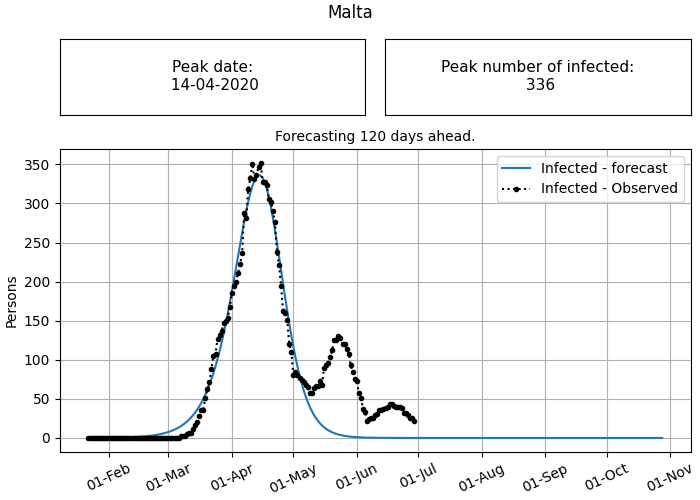 Malta
Peak date:
14-04-2020
Peak number of infected:
336
Forecasting 120 days ahead.
Infected - forecast
Infected - Observed
Persons
350
300
250
200
150
100
50
0
01-Feb
01-Mar
01-Apr
01-May
01-Jun
01-Jul
01-Aug
01-Sep
01-Oct
01-Nov